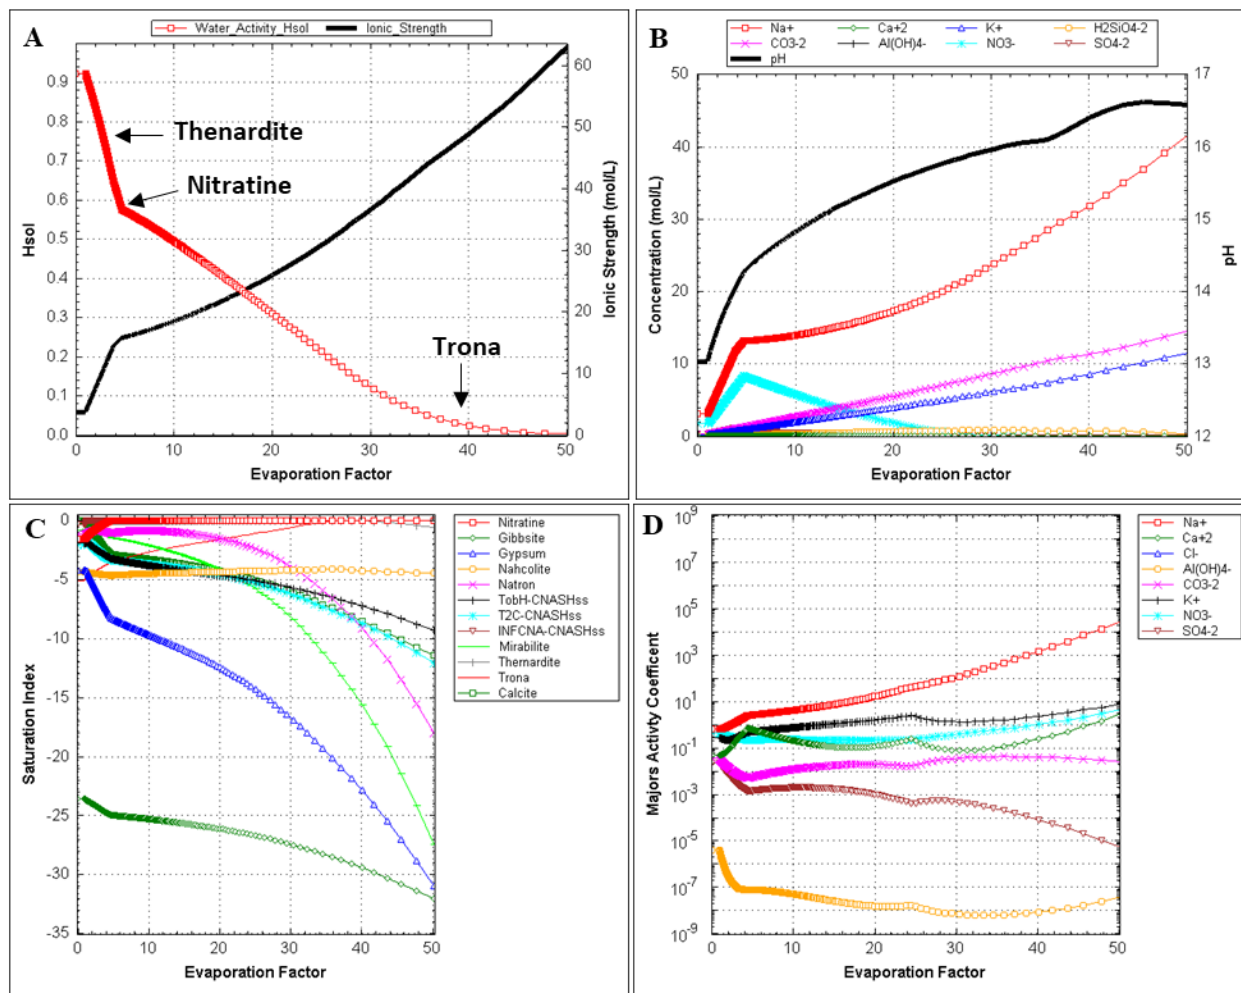 A
Water_Activity_Hsol Ionic_Strength
0.9
0.8
0.7
0.6
0.5
0.4
0.3
0.2
0.1
0.0
Hsol
Thenardite
Nitratine
Trona
60
50
40
30
20
10
0
Ionic Strength (mol/L)
0 10 20 30 40 50
Evaporation Factor
B
Na+ Ca+2 K+ H2SiO4-2
CO3-2 Al(OH)4- NO3- SO4-2
pH
50
40
30
20
10
0
Concentration (mol/L)
17
16
15
14
13
12
pH
0 10 20 30 40 50
Evaporation Factor
C
0
-5
-10
-15
-20
-25
-30
-35
Saturation Index
0 10 20 30 40 50
Evaporation Factor
Nitratine
Gibbsite
Gypsum
Nahcolite
Natron
TobH-CNASHss
T2C-CNASHss
INFCNA-CNASHss
Mirabilite
Thernardite
Trona
Calcite
D
10^9
10^7
10^5
10^3
10^1
10^-1
10^-3
10^-5
10^-7
10^-9
Majors Activity Coefficent
0 10 20 30 40 50
Evaporation Factor
Na+
Ca+2
Cl-
Al(OH)4-
CO3-2
K+
NO3-
SO4-2